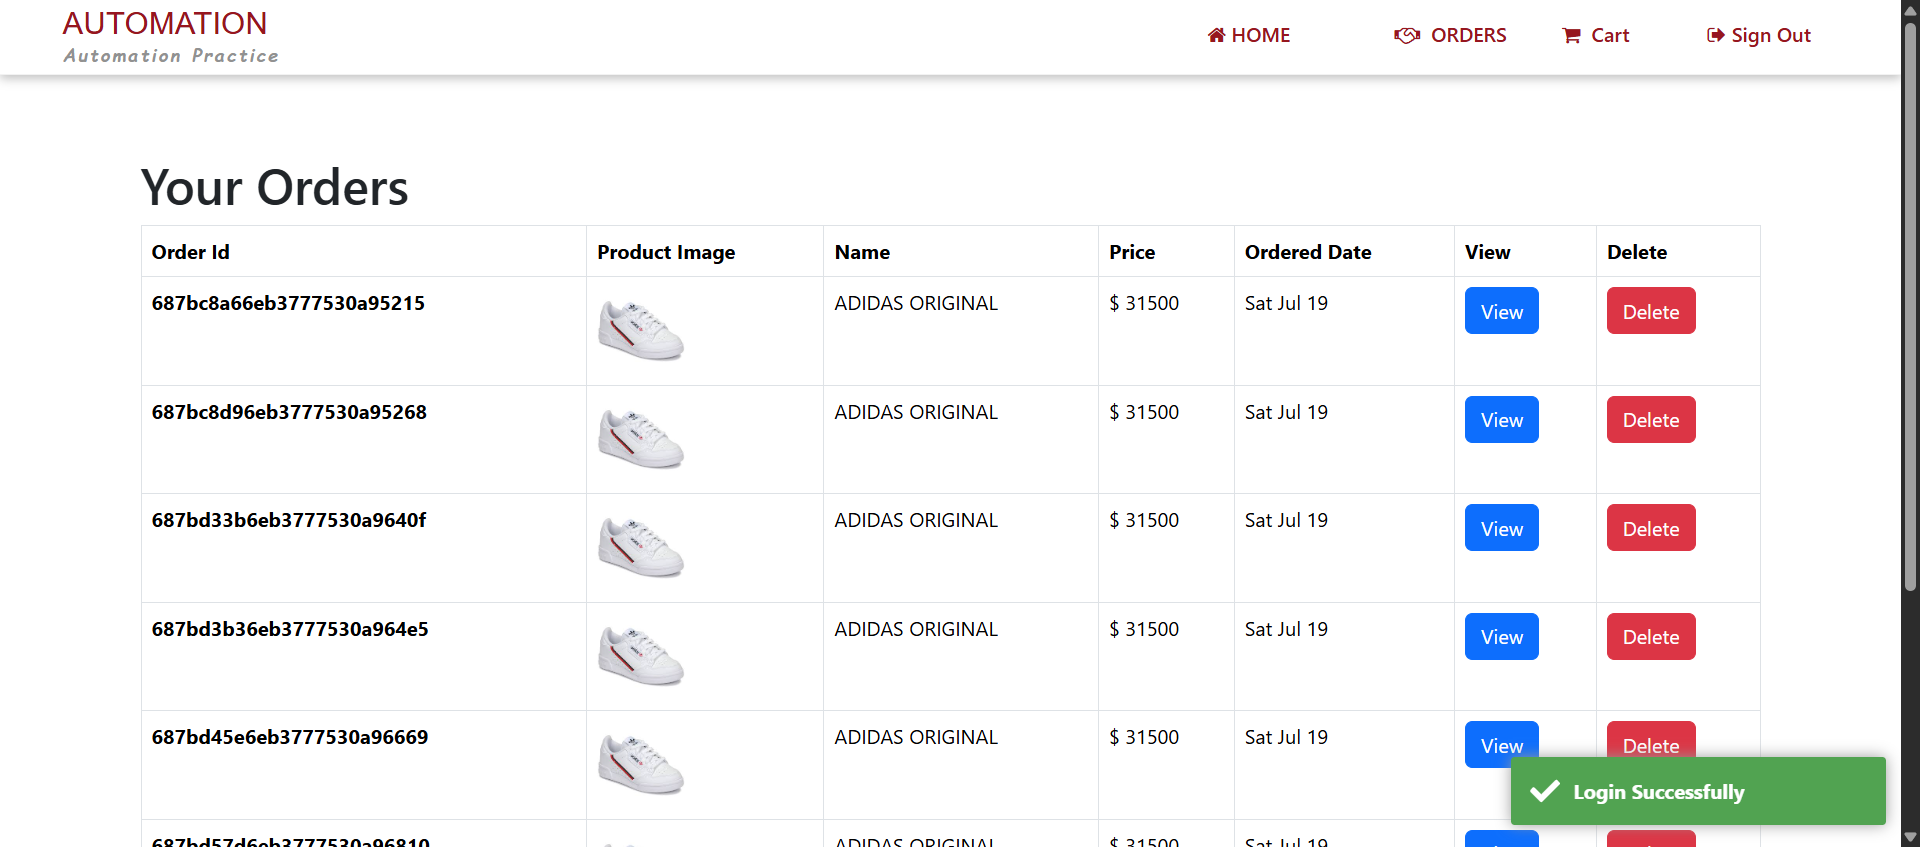 AUTOMATION
Automation Practice
HOME ORDERS Cart Sign Out
Your Orders
Order Id Product Image Name Price Ordered Date View Delete
687bc8a66eb3777530a95215 ADIDAS ORIGINAL $ 31500 Sat Jul 19 View Delete
687bc8d96eb3777530a95268 ADIDAS ORIGINAL $ 31500 Sat Jul 19 View Delete
687bd33b6eb3777530a9640f ADIDAS ORIGINAL $ 31500 Sat Jul 19 View Delete
687bd3b36eb3777530a964e5 ADIDAS ORIGINAL $ 31500 Sat Jul 19 View Delete
687bd45e6eb3777530a96669 ADIDAS ORIGINAL $ 31500 Sat Jul 19 View Delete
Login Successfully
687bd57d6eb3777530a96810 ADIDAS ORIGINAL $ 31500 Sat Jul 19